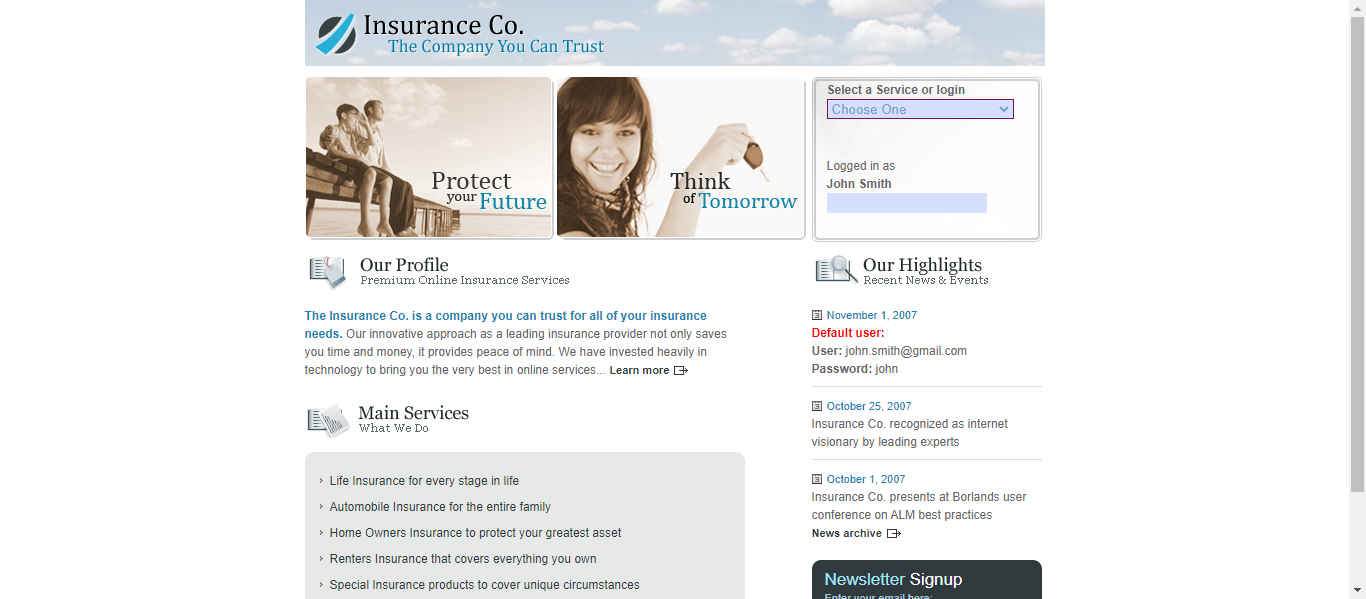 Insurance Co.
The Company You Can Trust
Protect
your Future
Think
of Tomorrow
Select a Service or login
Choose One
Logged in as
John Smith
Our Profile
Premium Online Insurance Services
The Insurance Co. is a company you can trust for all of your insurance
needs. Our innovative approach as a leading insurance provider not only saves
you time and money, it provides peace of mind. We have invested heavily in
technology to bring you the very best in online services... Learn more
Main Services
What We Do
Life Insurance for every stage in life
Automobile Insurance for the entire family
Home Owners Insurance to protect your greatest asset
Renters Insurance that covers everything you own
Special Insurance products to cover unique circumstances
Our Highlights
Recent News & Events
November 1, 2007
Default user:
User: john.smith@gmail.com
Password: john
October 25, 2007
Insurance Co. recognized as internet
visionary by leading experts
October 1, 2007
Insurance Co. presents at Borlands user
conference on ALM best practices
News archive
Newsletter Signup
Enter your email here: